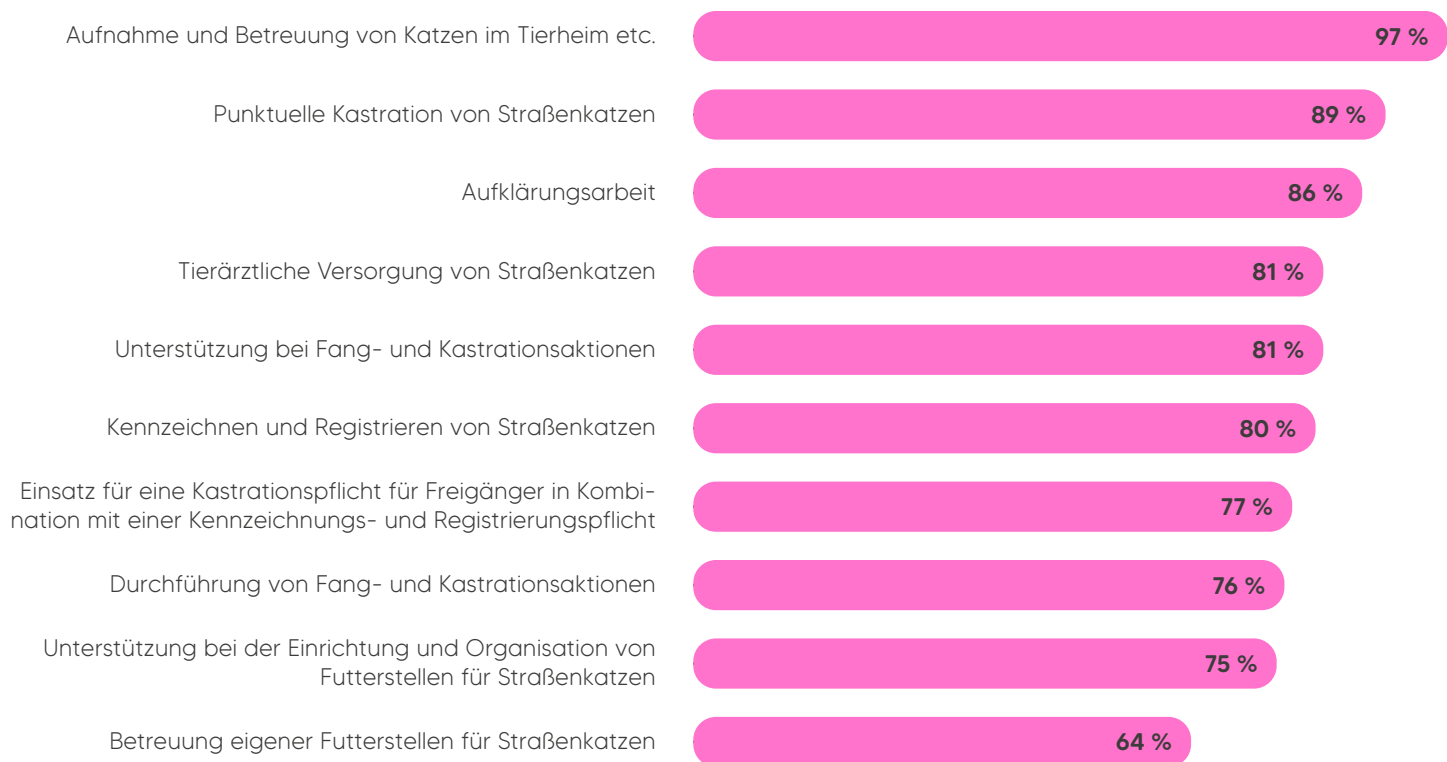 Aufnahme und Betreuung von Katzen im Tierheim etc. 97 %
Punktuelle Kastration von Straßenkatzen 89 %
Aufklärungsarbeit 86 %
Tierärztliche Versorgung von Straßenkatzen 81 %
Unterstützung bei Fang- und Kastrationsaktionen 81 %
Kennzeichnen und Registrieren von Straßenkatzen 80 %
Einsatz für eine Kastrationspflicht für Freigänger in Kombi-
nation mit einer Kennzeichnungs- und Registrierungspflicht
77 %
Durchführung von Fang- und Kastrationsaktionen 76 %
Unterstützung bei der Einrichtung und Organisation von
Futterstellen für Straßenkatzen
75 %
Betreuung eigener Futterstellen für Straßenkatzen 64 %